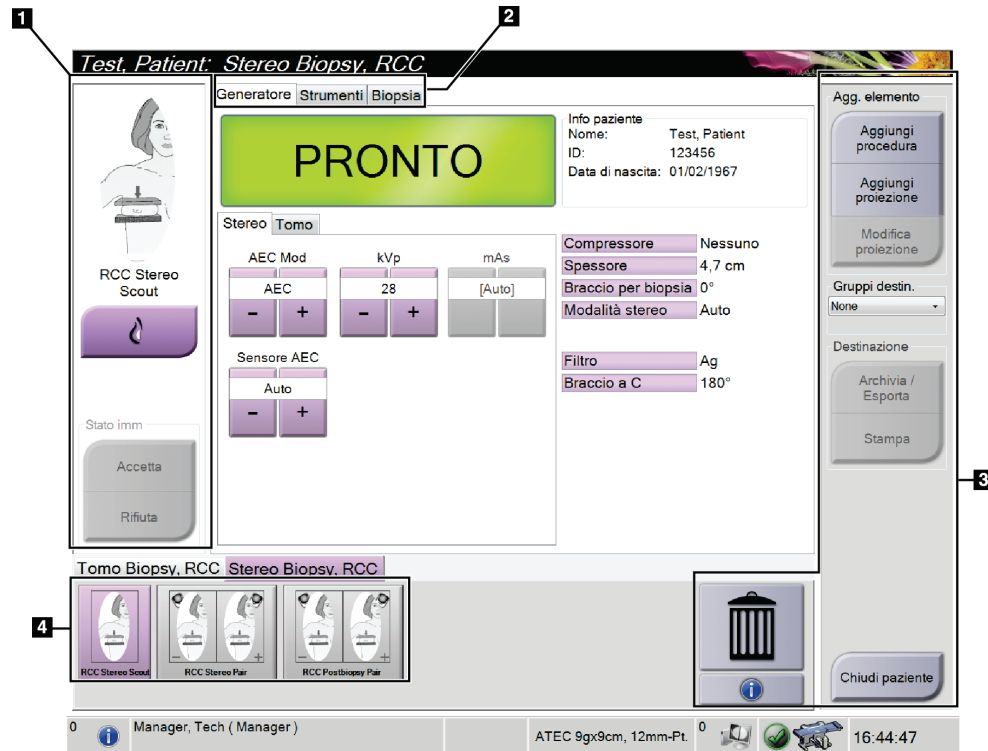 1
2
Test, Patient: Stereo Biopsy, RCC
Generatore Strumenti Biopsia
Agg. elemento
PRONTO
Info paziente
Nome: Test, Patient
ID: 123456
Data di nascita: 01/02/1967
Aggiungi
procedura
Aggiungi
proiezione
Modifica
proiezione
RCC Stereo
Scout
Stereo Tomo
AEC Mod
AEC
- +
kVp
28
- +
mAs
[Auto]
Sensore AEC
Auto
- +
Compressore Nessuno
Spessore 4,7 cm
Braccio per biopsia 0°
Modalità stereo Auto
Filtro Ag
Braccio a C 180°
Gruppi destin.
None
Destinazione
Archivia /
Esporta
Stampa
Stato imm
Accetta
Rifiuta
3
Tomo Biopsy, RCC Stereo Biopsy, RCC
4
RCC Stereo Scout
- +
RCC Stereo Pair
- +
RCC Postbiopsy Pair
Chiudi paziente
0 Manager, Tech ( Manager ) ATEC 9gx9cm, 12mm-Pt. 0 16:44:47